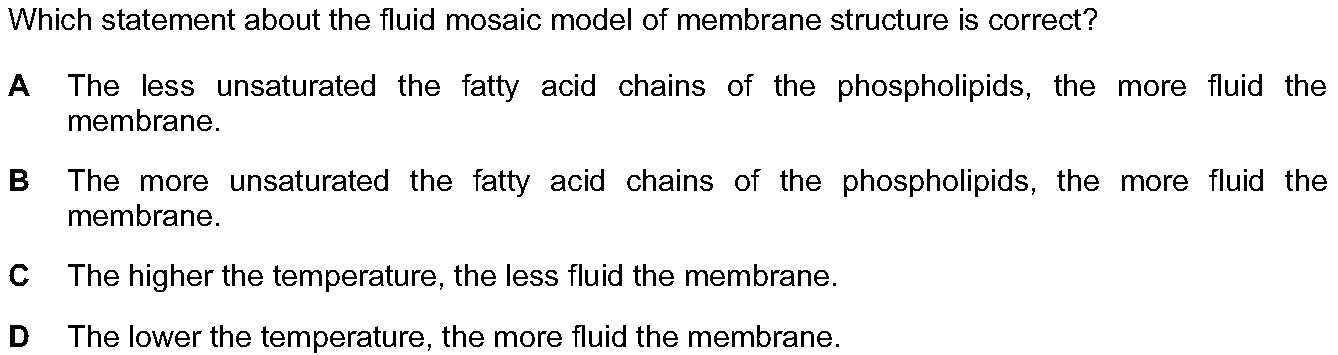 Which statement about the fluid mosaic model of membrane structure is correct?
A The less unsaturated the fatty acid chains of the phospholipids, the more fluid the
membrane.
B The more unsaturated the fatty acid chains of the phospholipids, the more fluid the
membrane.
C The higher the temperature, the less fluid the membrane.
D The lower the temperature, the more fluid the membrane.